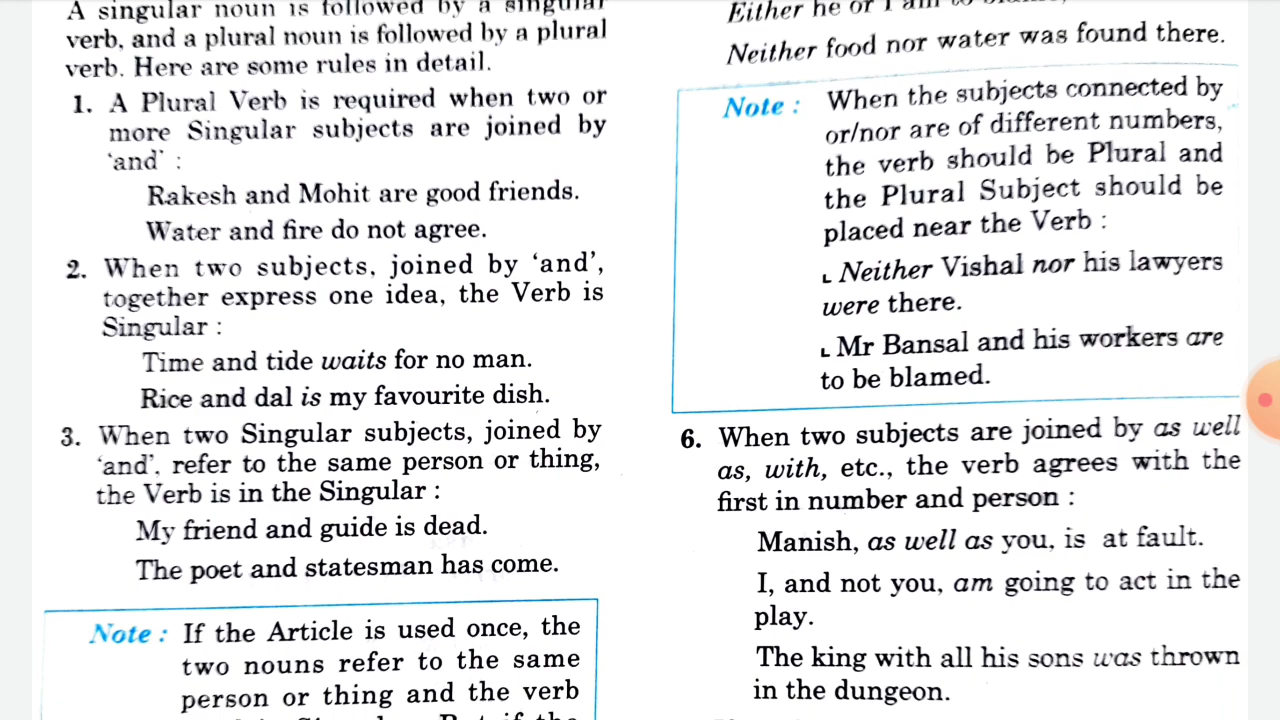 A singular noun is followed by a singular
verb, and a plural noun is followed by a plural
verb. Here are some rules in detail.
1. A Plural Verb is required when two or
more Singular subjects are joined by
‘and’ :
Rakesh and Mohit are good friends.
Water and fire do not agree.
2. When two subjects, joined by ‘and’,
together express one idea, the Verb is
Singular :
Time and tide waits for no man.
Rice and dal is my favourite dish.
3. When two Singular subjects, joined by
‘and’, refer to the same person or thing,
the Verb is in the Singular :
My friend and guide is dead.
The poet and statesman has come.
Note : If the Article is used once, the
two nouns refer to the same
person or thing and the verb
But if the
Either he or I am to
Neither food nor water was found there.
Note : When the subjects connected by
or/nor are of different numbers,
the verb should be Plural and
the Plural Subject should be
placed near the Verb :
Neither Vishal nor his lawyers
were there.
Mr Bansal and his workers are
to be blamed.
6. When two subjects are joined by as well
as, with, etc., the verb agrees with the
first in number and person :
Manish, as well as you, is at fault.
I, and not you, am going to act in the
play.
The king with all his sons was thrown
in the dungeon.